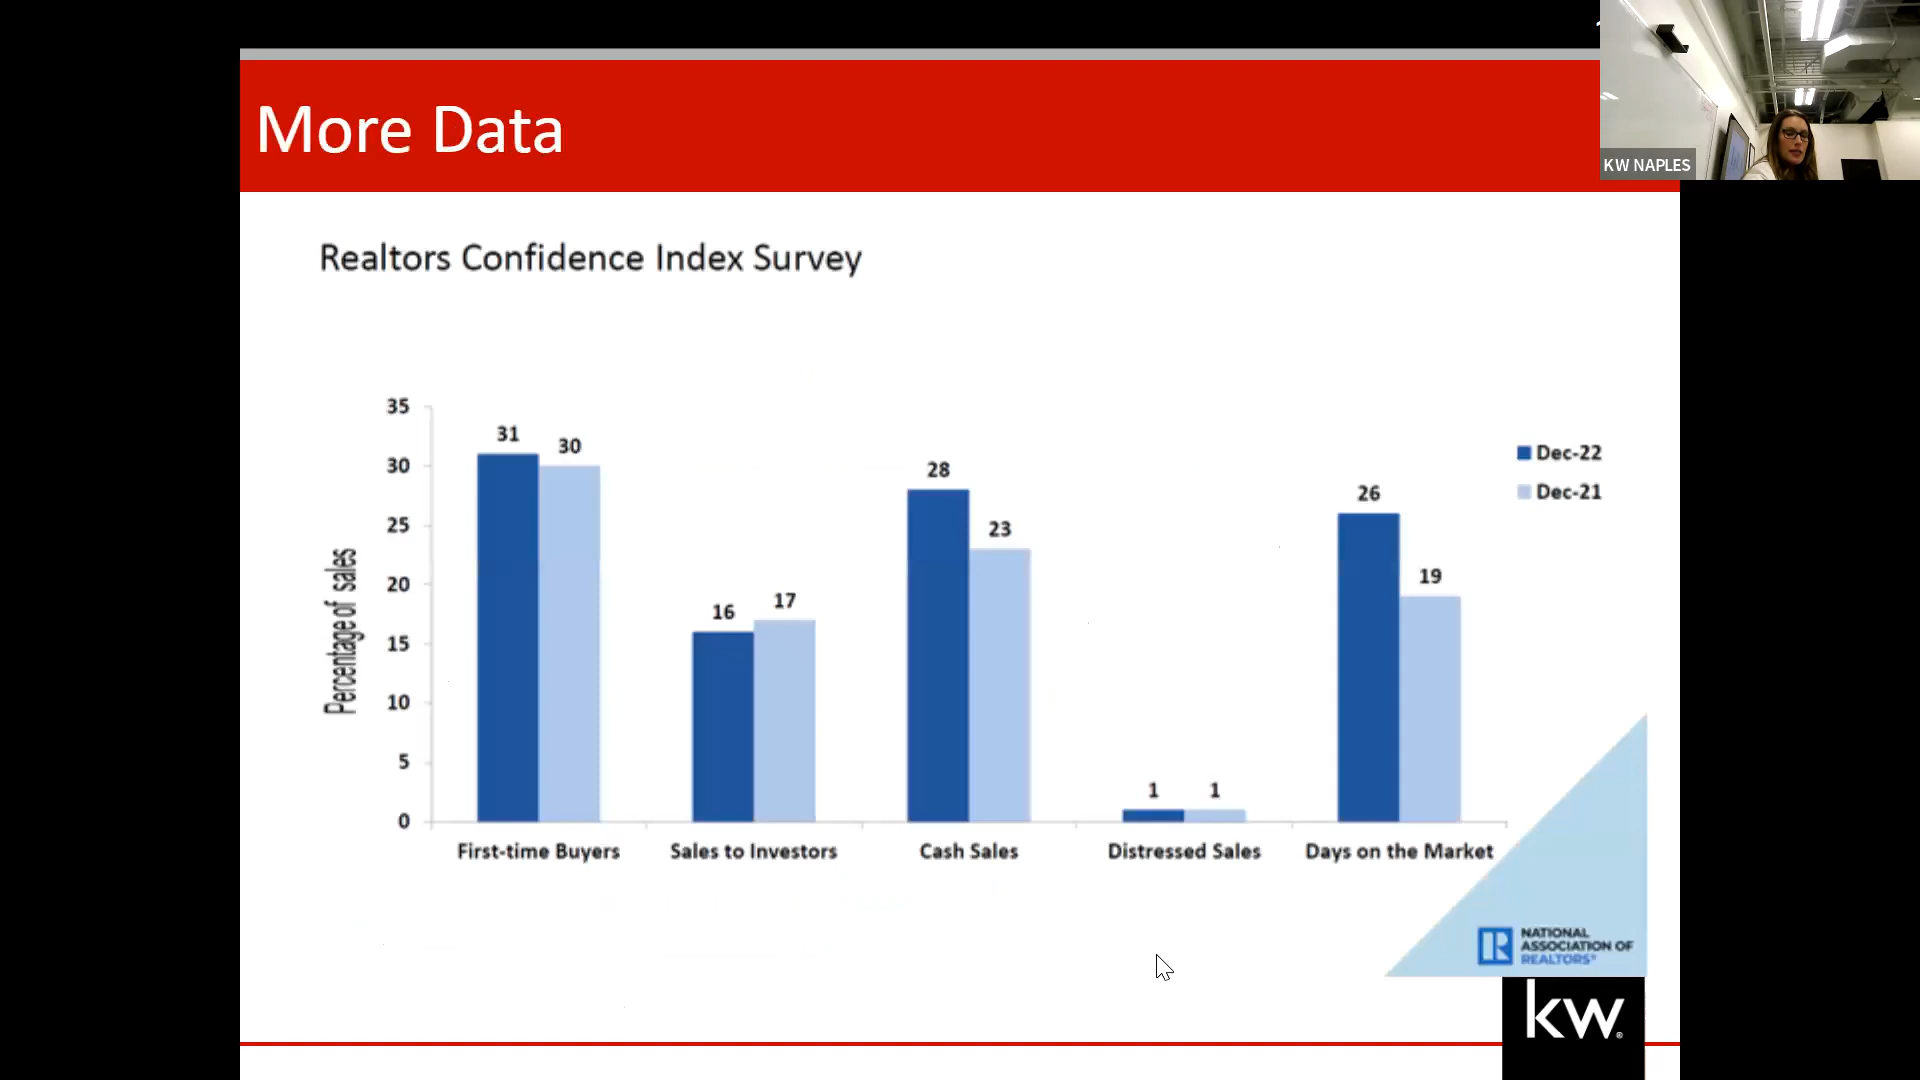 More Data
KW NAPLES
Realtors Confidence Index Survey
Percentage of sales
35
30
25
20
15
10
5
0
31
30
16
17
28
23
1
1
26
19
First-time Buyers
Sales to Investors
Cash Sales
Distressed Sales
Days on the Market
Dec-22
Dec-21
NATIONAL
ASSOCIATION OF
REALTORS®
kw®